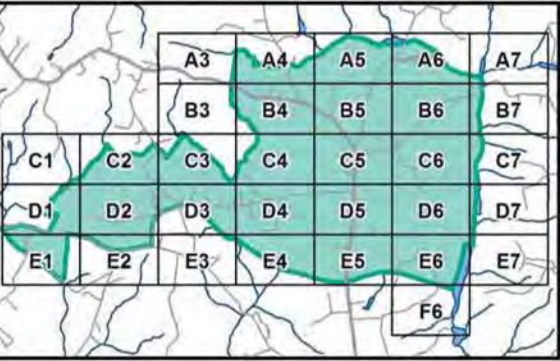 A3 A4 A5 A6 A7
B3 B4 B5 B6 B7
C1 C2 C3 C4 C5 C6 C7
D1 D2 D3 D4 D5 D6 D7
E1 E2 E3 E4 E5 E6 E7
F6